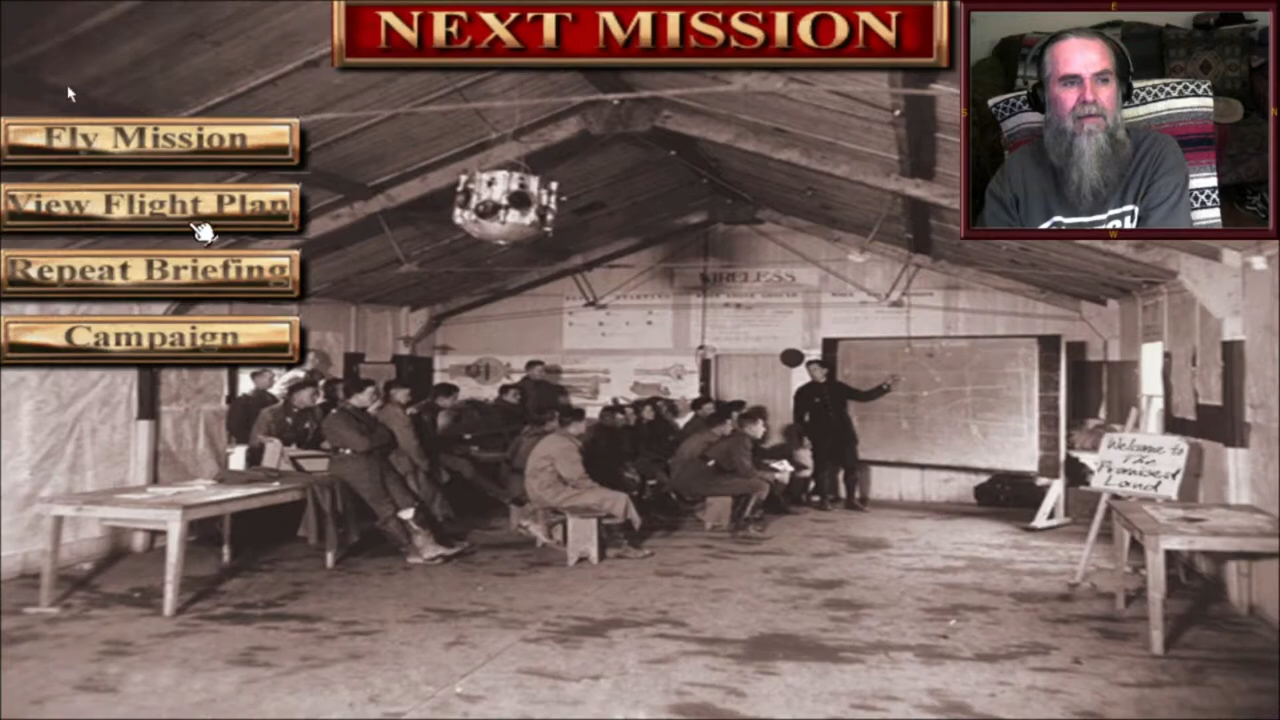 NEXT MISSION
E
S
N
W
Fly Mission
View Flight Plan
Repeat Briefing
Campaign
WIRELESS
Welcome to
The
Promised
Land